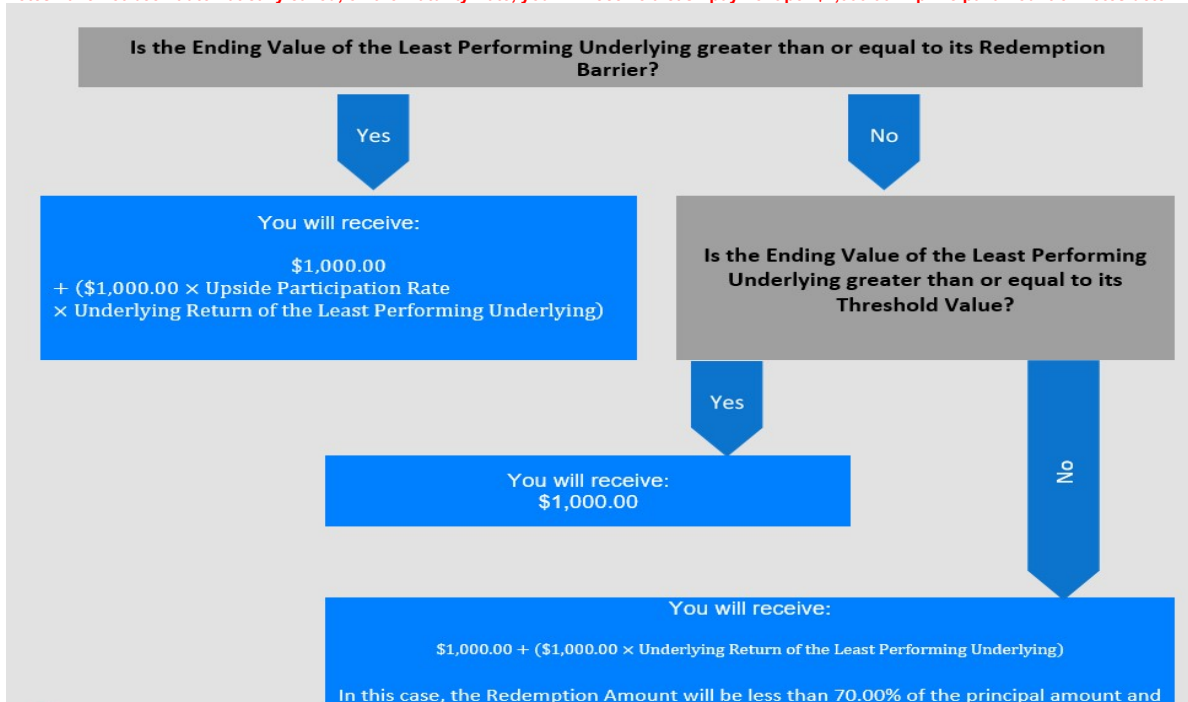 Is the Ending Value of the Least Performing Underlying greater than or equal to its Redemption
Barrier?
Yes
No
You will receive:
$1,000.00
+ ($1,000.00 × Upside Participation Rate
× Underlying Return of the Least Performing Underlying)
Is the Ending Value of the Least Performing
Underlying greater than or equal to its
Threshold Value?
Yes
No
You will receive:
$1,000.00
You will receive:
$1,000.00 + ($1,000.00 × Underlying Return of the Least Performing Underlying)
In this case, the Redemption Amount will be less than 70.00% of the principal amount and